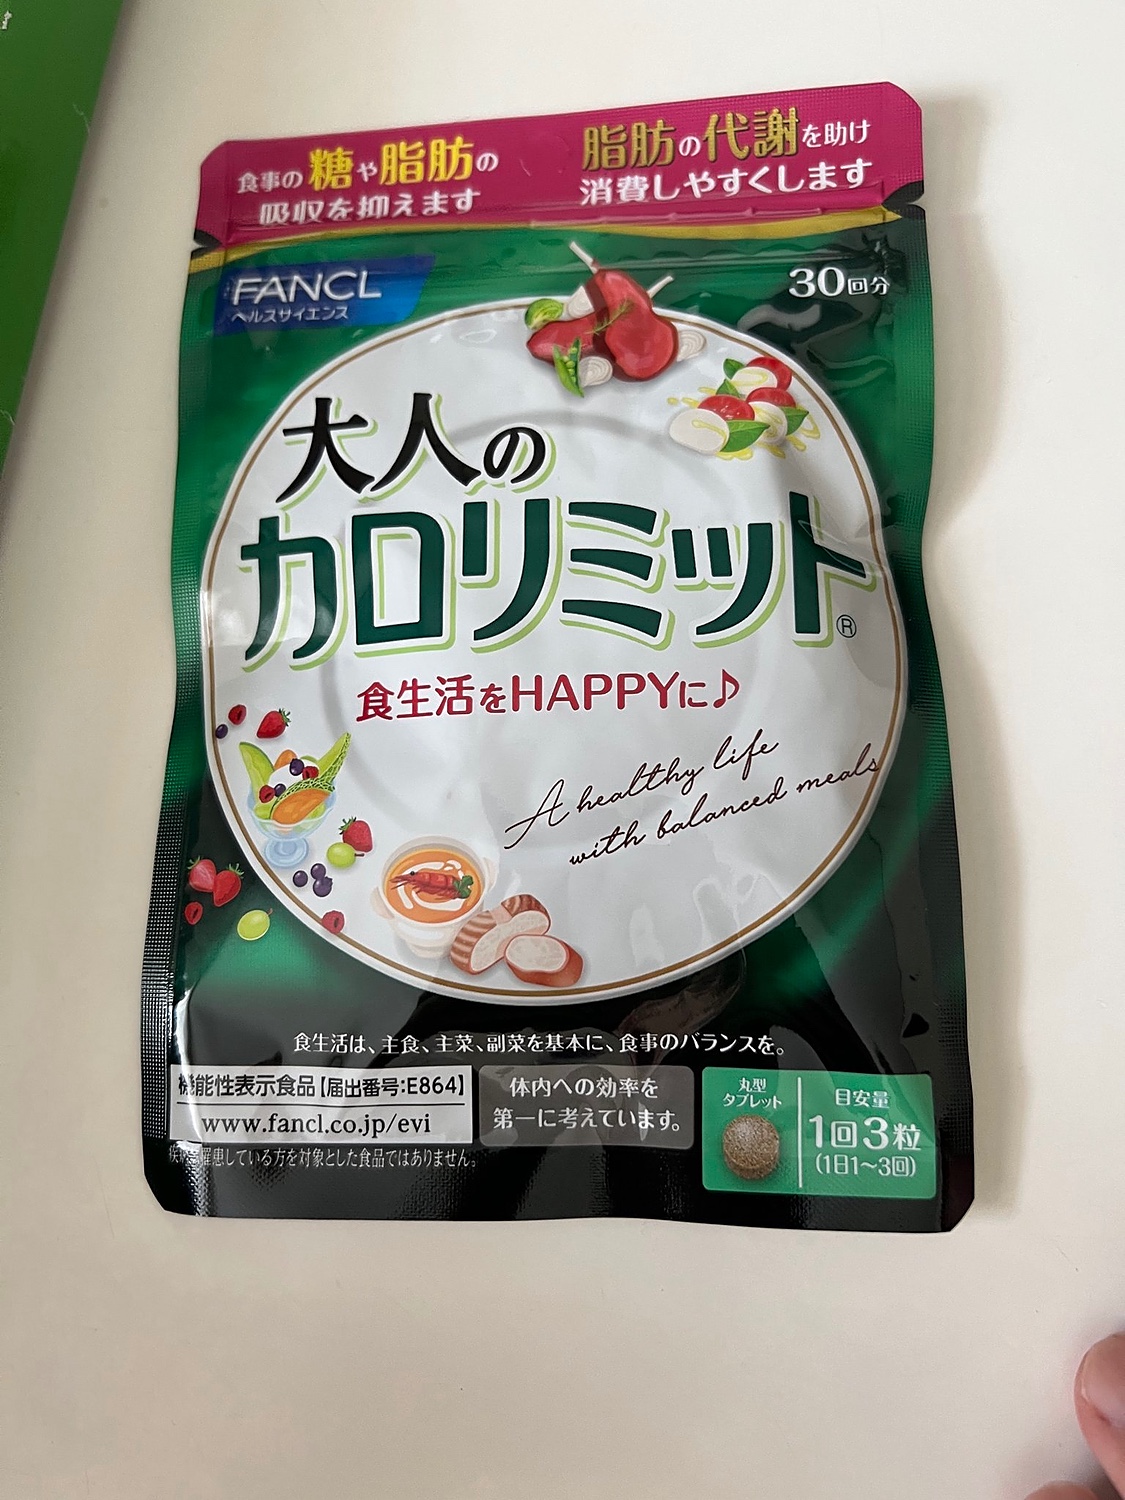 食事の糖や脂肪の
吸収を抑えます
脂肪の代謝を助け
消費しやすくします
FANCL
ヘルスサイエンス
30回分
大人の
カロリミット®
食生活をHAPPYに♪
A healthy life
with balanced meals
食生活は、主食、主菜、副菜を基本に、食事のバランスを。
機能性表示食品【届出番号:E864】
www.fancl.co.jp/evi
体内への効率を
第一に考えています。
丸型
タブレット
目安量
1回3粒
(1日1~3回)
罹患している方を対象とした食品ではありません。